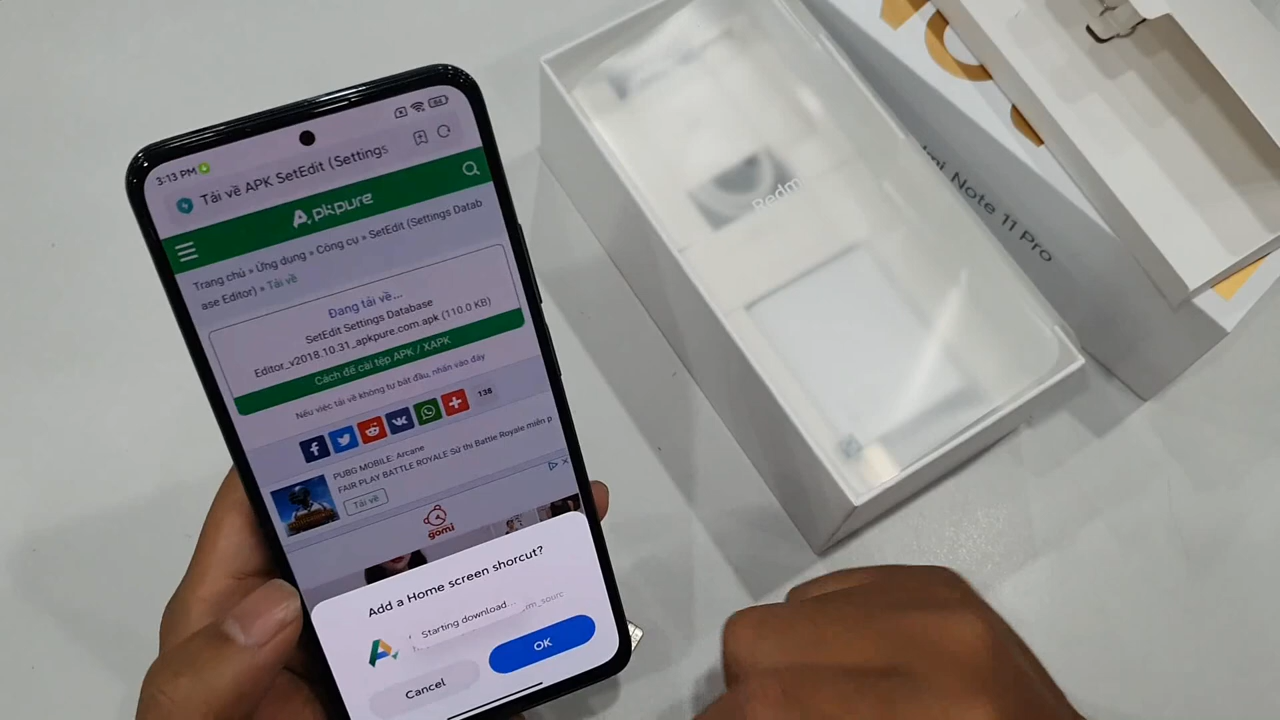 3:13 PM
84
Tải về APK SetEdit (Settings
Apkpure
Trang chủ » Ứng dụng » Công cụ » SetEdit (Settings Datab
ase Editor) » Tải về
Đang tải về...
SetEdit Settings Database
Editor_v2018.10.31_apkpure.com.apk (110.0 KB)
Cách để cài tệp APK / XAPK
Nếu việc tải về không tự bắt đầu, nhấn vào đây
138
PUBG MOBILE: Arcane
FAIR PLAY BATTLE ROYALE Sử thi Battle Royale miễn p
Tải về
gomi
Add a Home screen shorcut?
Starting download...
Cancel
OK
Redm
mi Note 11 Pro